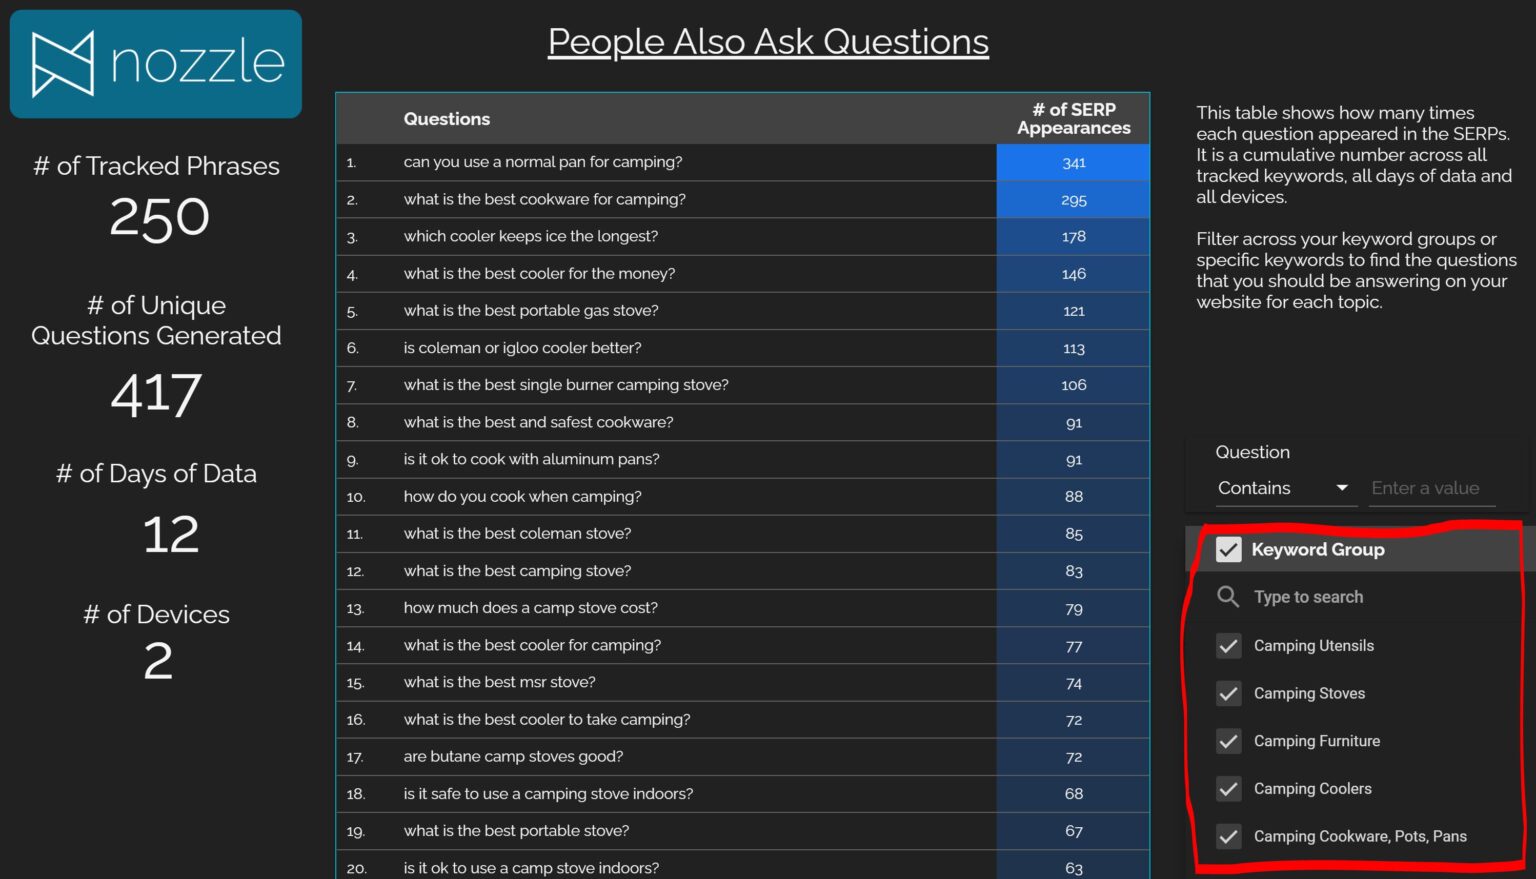 nozzle
People Also Ask Questions
# of Tracked Phrases
250
# of Unique
Questions Generated
417
# of Days of Data
12
# of Devices
2
Questions
# of SERP
Appearances
1. can you use a normal pan for camping? 341
2. what is the best cookware for camping? 295
3. which cooler keeps ice the longest? 178
4. what is the best cooler for the money? 146
5. what is the best portable gas stove? 121
6. is coleman or igloo cooler better? 113
7. what is the best single burner camping stove? 106
8. what is the best and safest cookware? 91
9. is it ok to cook with aluminum pans? 91
10. how do you cook when camping? 88
11. what is the best coleman stove? 85
12. what is the best camping stove? 83
13. how much does a camp stove cost? 79
14. what is the best cooler for camping? 77
15. what is the best msr stove? 74
16. what is the best cooler to take camping? 72
17. are butane camp stoves good? 72
18. is it safe to use a camping stove indoors? 68
19. what is the best portable stove? 67
20. is it ok to use a camp stove indoors? 63
This table shows how many times
each question appeared in the SERPs.
It is a cumulative number across all
tracked keywords, all days of data and
all devices.
Filter across your keyword groups or
specific keywords to find the questions
that you should be answering on your
website for each topic.
Question
Contains Enter a value
Keyword Group
Type to search
Camping Utensils
Camping Stoves
Camping Furniture
Camping Coolers
Camping Cookware, Pots, Pans